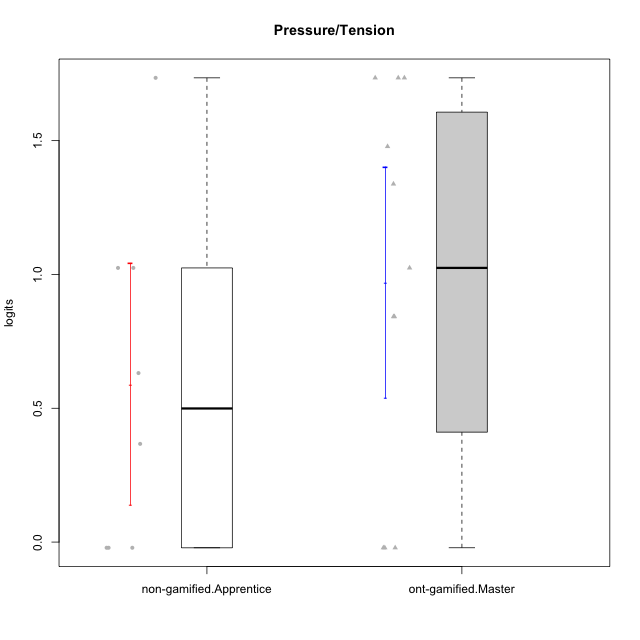 Pressure/Tension
logits
1.5
1.0
0.5
0.0
non-gamified.Apprentice
ont-gamified.Master